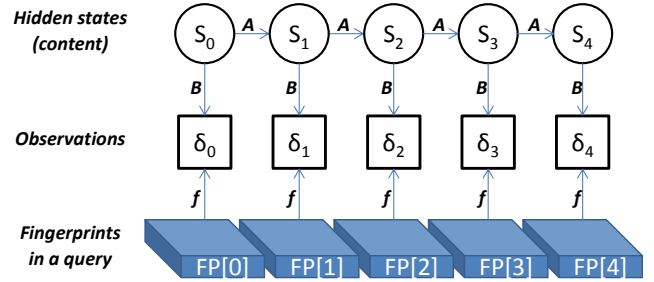 Hidden states
(content)
S0 A S1 A S2 A S3 A S4
B B B B B
Observations
δ0 δ1 δ2 δ3 δ4
f f f f f
Fingerprints
in a query
FP[0] FP[1] FP[2] FP[3] FP[4]